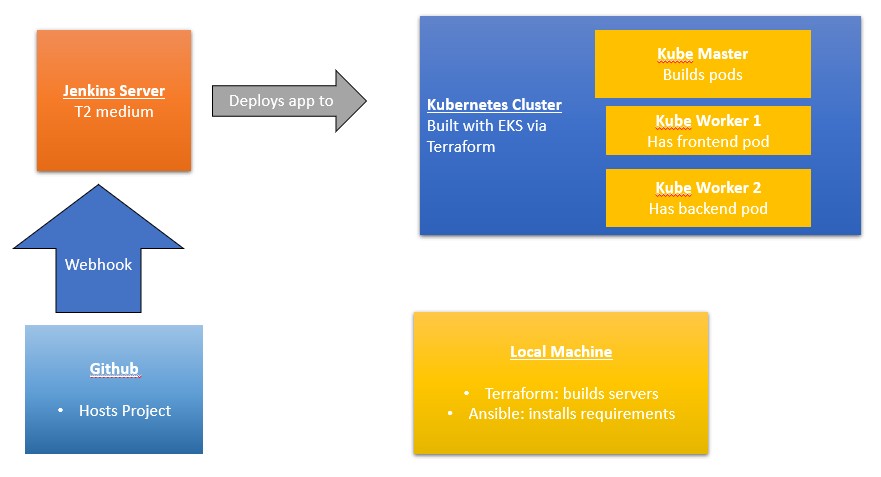 Jenkins Server
T2 medium
Deploys app to
Kubernetes Cluster
Built with EKS via
Terraform
Kube Master
Builds pods
Kube Worker 1
Has frontend pod
Kube Worker 2
Has backend pod
Webhook
Github
• Hosts Project
Local Machine
• Terraform: builds servers
• Ansible: installs requirements